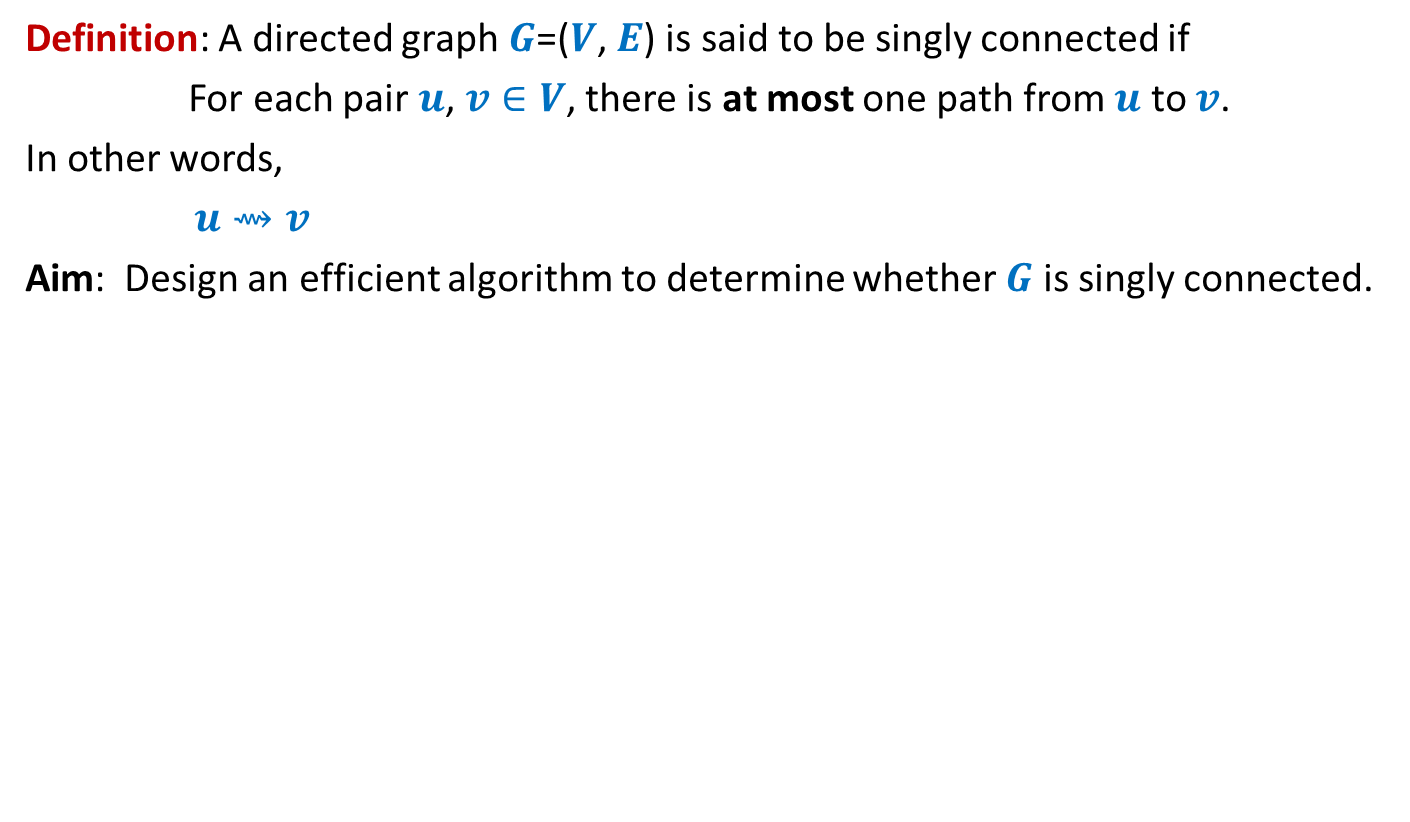 Definition: A directed graph G=(V, E) is said to be singly connected if
For each pair u, v ∈ V, there is at most one path from u to v.
In other words,
u ⇝ v
Aim: Design an efficient algorithm to determine whether G is singly connected.